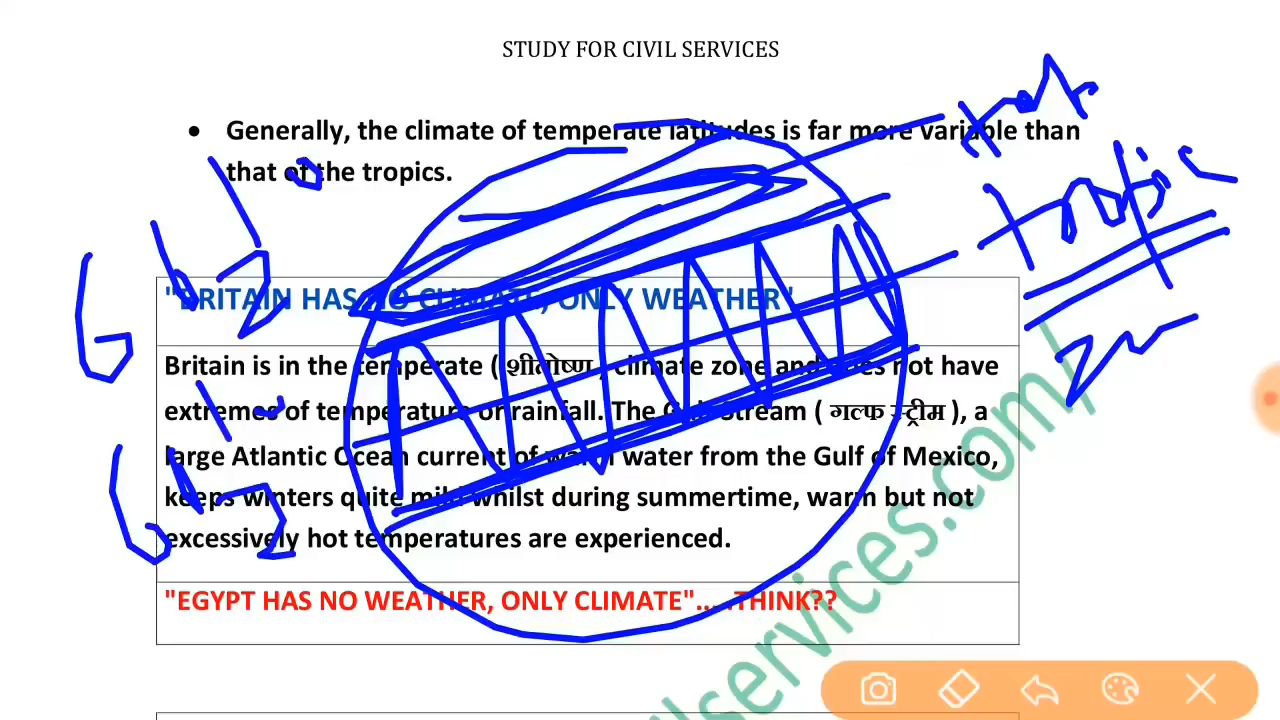 STUDY FOR CIVIL SERVICES
• Generally, the climate of temperate latitudes is far more variable than
that of the tropics.
"BRITAIN HAS NO CLIMATE, ONLY WEATHER'
Britain is in the temperate ( शीतोष्ण , climate zone and does not have
extremes of temperature or rainfall. The Gulf Stream ( गल्फ स्ट्रीम ), a
large Atlantic Ocean current of warm water from the Gulf of Mexico,
keeps winters quite mild whilst during summertime, warm but not
excessively hot temperatures are experienced.
"EGYPT HAS NO WEATHER, ONLY CLIMATE".....THINK??
ilservices.com/